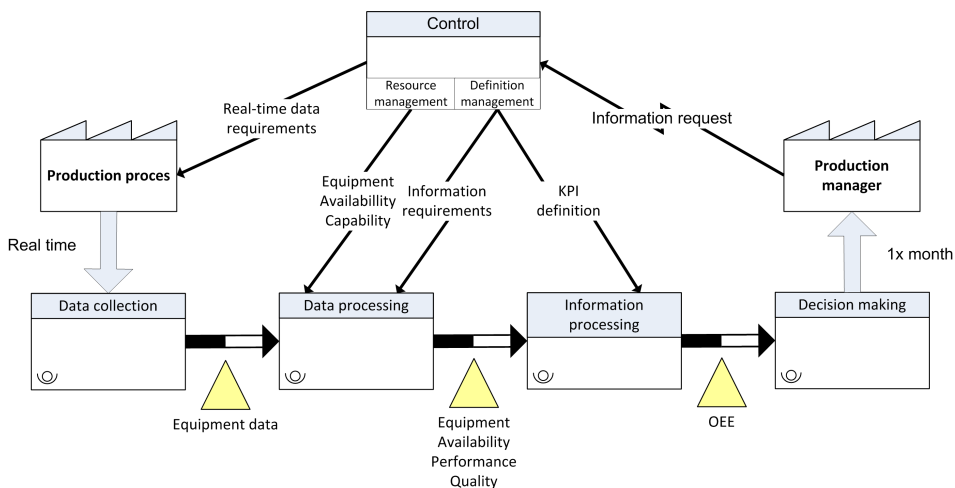 Control
Resource
management
Definition
management
Real-time data
requirements
Information request
Production proces
Production
manager
Equipment
Availabillity
Capability
Information
requirements
KPI
definition
Real time
1x month
Data collection
Data processing
Information
processing
Decision making
Equipment data
Equipment
Availability
Performance
Quality
OEE